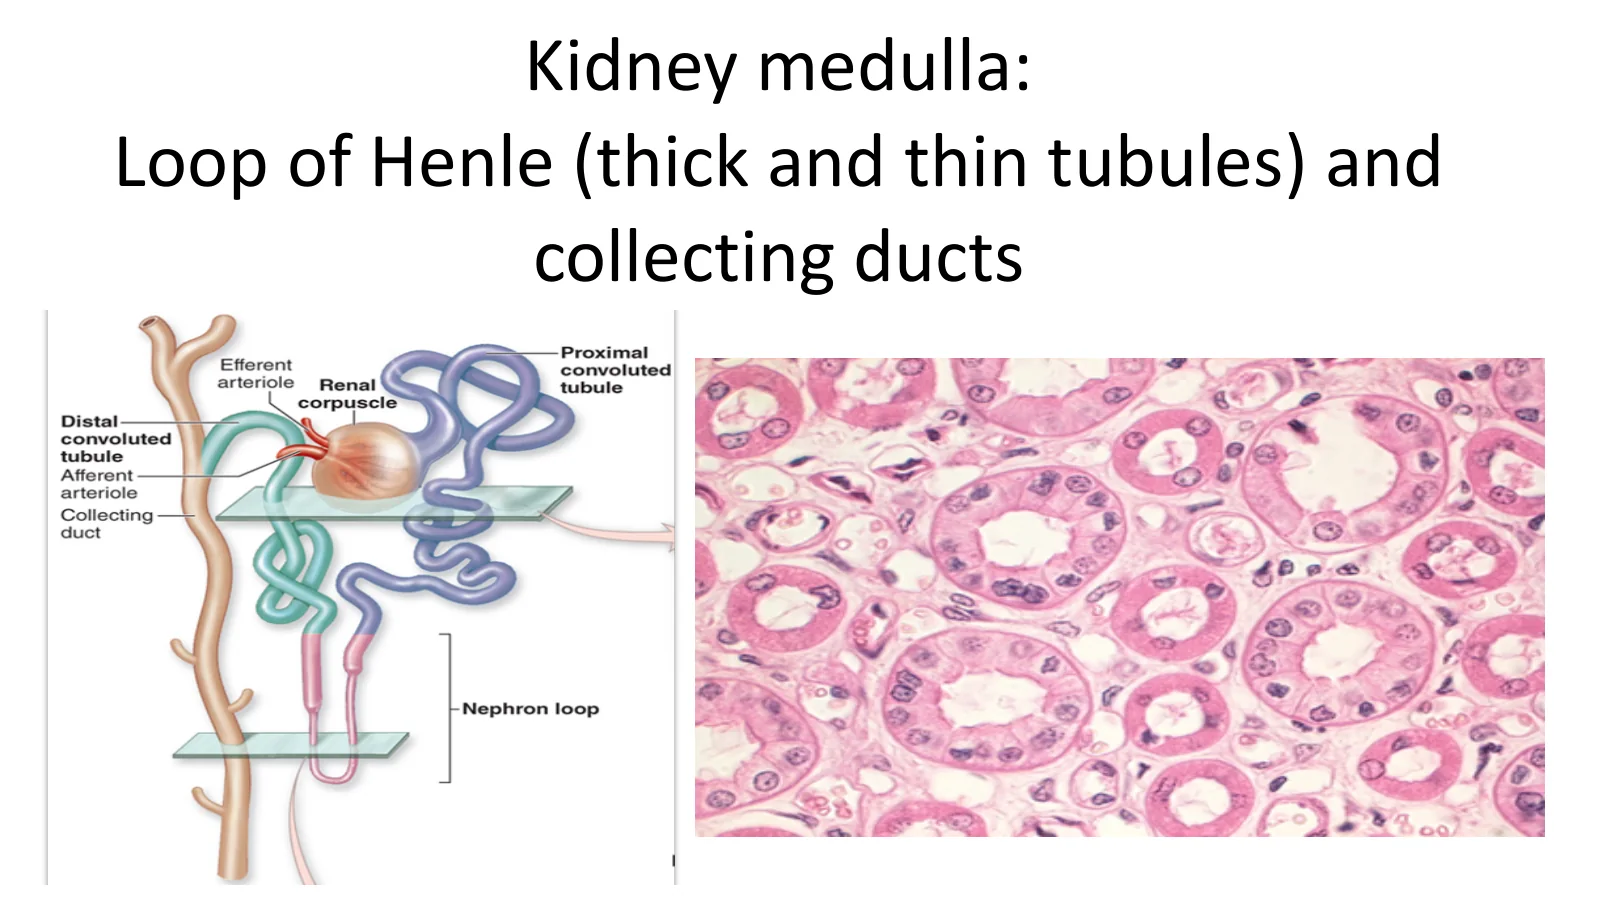 Kidney medulla:
Loop of Henle (thick and thin tubules) and
collecting ducts
Efferent
arteriole
Renal
corpuscle
Proximal
convoluted
tubule
Distal
convoluted
tubule
Afferent
arteriole
Collecting
duct
Nephron loop